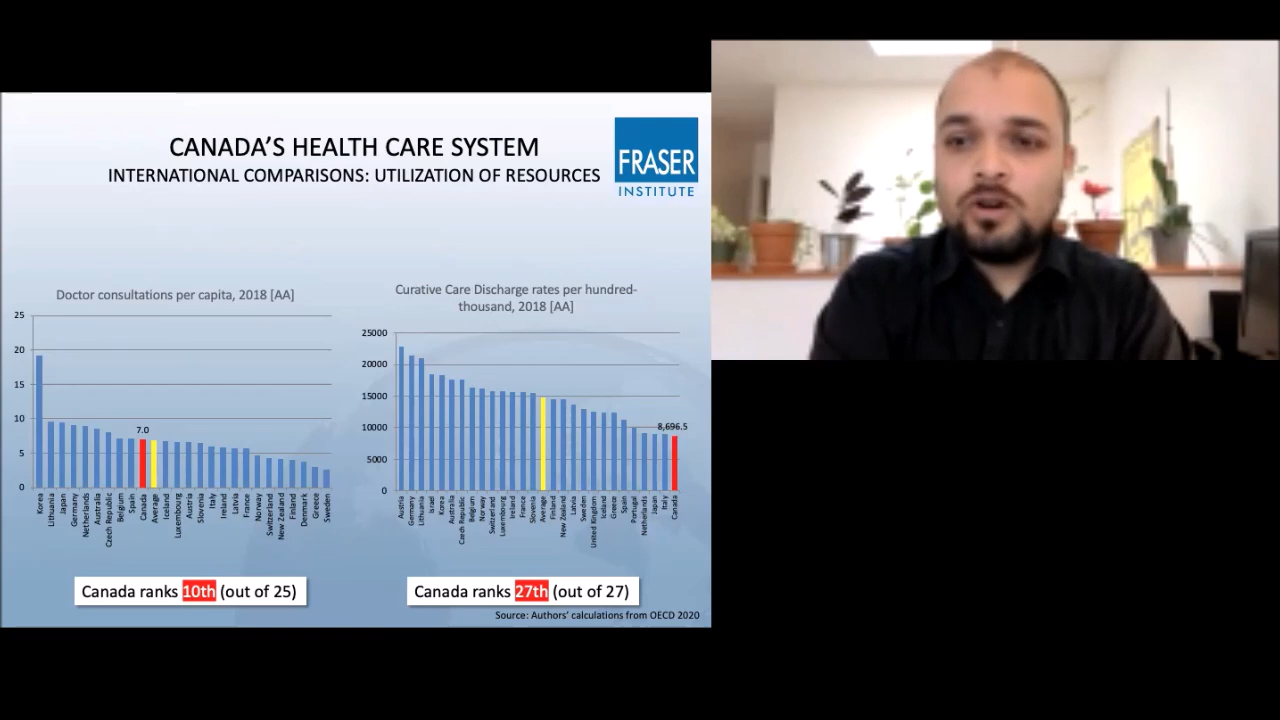 CANADA'S HEALTH CARE SYSTEM
INTERNATIONAL COMPARISONS: UTILIZATION OF RESOURCES
FRASER
INSTITUTE
Doctor consultations per capita, 2018 [AA]
25
20
15
10
5
0
7.0
Korea
Lithuania
Japan
Germany
Netherlands
Australia
Czech Republic
Belgium
Spain
Canada
Average
Iceland
Luxembourg
Austria
Slovenia
Italy
Ireland
Latvia
France
Norway
Switzerland
New Zealand
Finland
Denmark
Greece
Sweden
Canada ranks 10th (out of 25)
Curative Care Discharge rates per hundred-
thousand, 2018 [AA]
25000
20000
15000
10000
5000
0
8,696.5
Austria
Germany
Lithuania
Israel
Korea
Australia
Czech Republic
Belgium
Norway
Switzerland
Luxembourg
Ireland
France
Slovenia
Average
Finland
New Zealand
Latvia
Sweden
United Kingdom
Iceland
Greece
Spain
Portugal
Netherlands
Japan
Italy
Canada
Canada ranks 27th (out of 27)
Source: Authors' calculations from OECD 2020